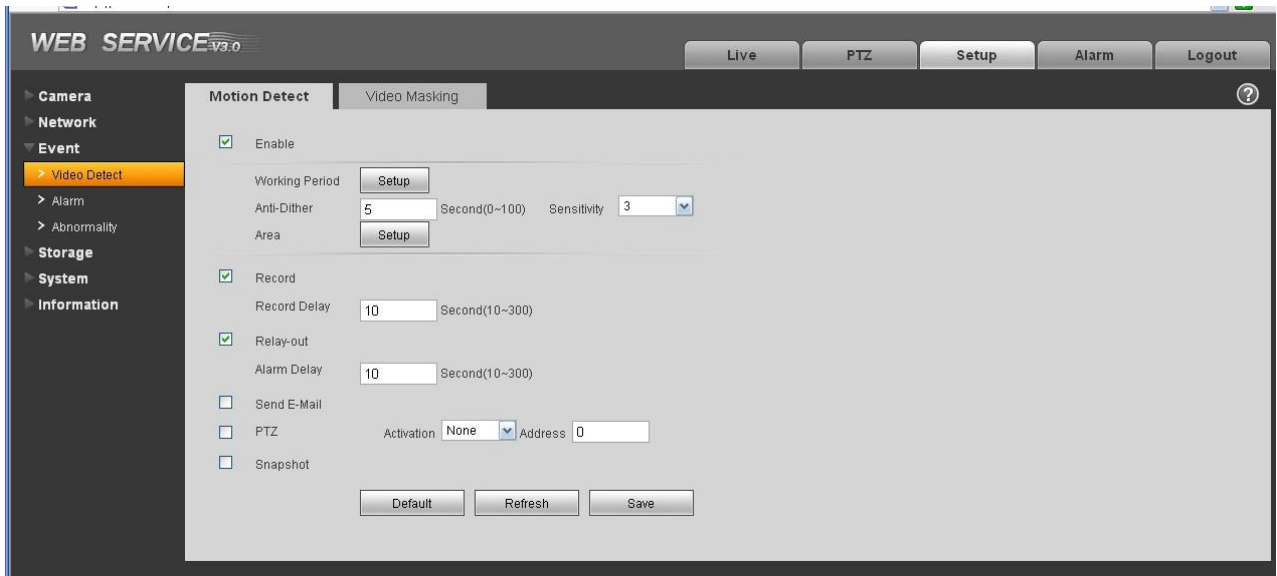 WEB SERVICE V3.0
Live PTZ Setup Alarm Logout
Camera
Network
Event
> Video Detect
> Alarm
> Abnormality
Storage
System
Information
Motion Detect Video Masking
?
Enable
Working Period Setup
Anti-Dither 5 Second(0~100) Sensitivity 3
Area Setup
Record
Record Delay 10 Second(10~300)
Relay-out
Alarm Delay 10 Second(10~300)
Send E-Mail
PTZ Activation None Address 0
Snapshot
Default Refresh Save